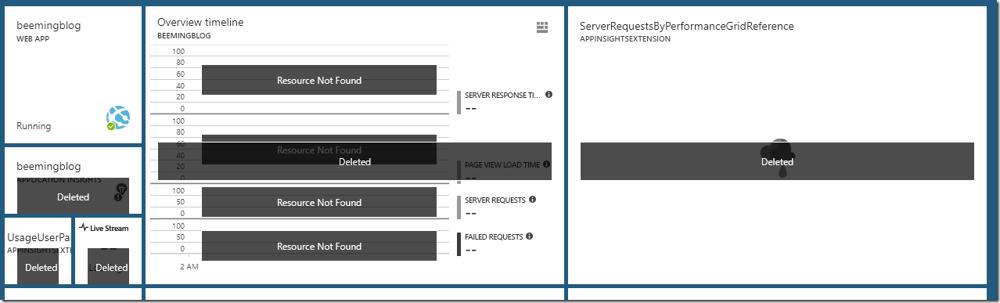 beemingblog
WEB APP
Running
beemingblog
APPLICATION INSIGHTS
Deleted
UsageUserPa
APPINSIGHTSEXT
Deleted
Live Stream
Deleted
Overview timeline
BEEMINGBLOG
100
80
60
40
20
0
Resource Not Found
SERVER RESPONSE TI...
--
100
80
60
40
20
0
Resource Not Found
Deleted
PAGE VIEW LOAD TIME
--
100
50
0
Resource Not Found
SERVER REQUESTS
--
100
50
0
Resource Not Found
FAILED REQUESTS
--
2 AM
ServerRequestsByPerformanceGridReference
APPINSIGHTSEXTENSION
Deleted